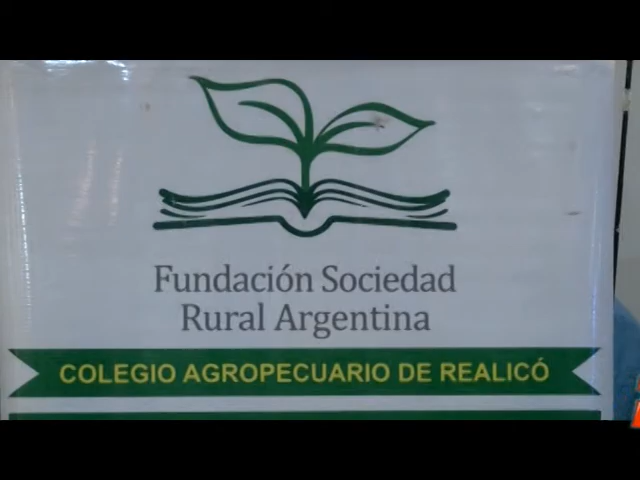 Fundación Sociedad
Rural Argentina
COLEGIO AGROPECUARIO DE REALICÓ